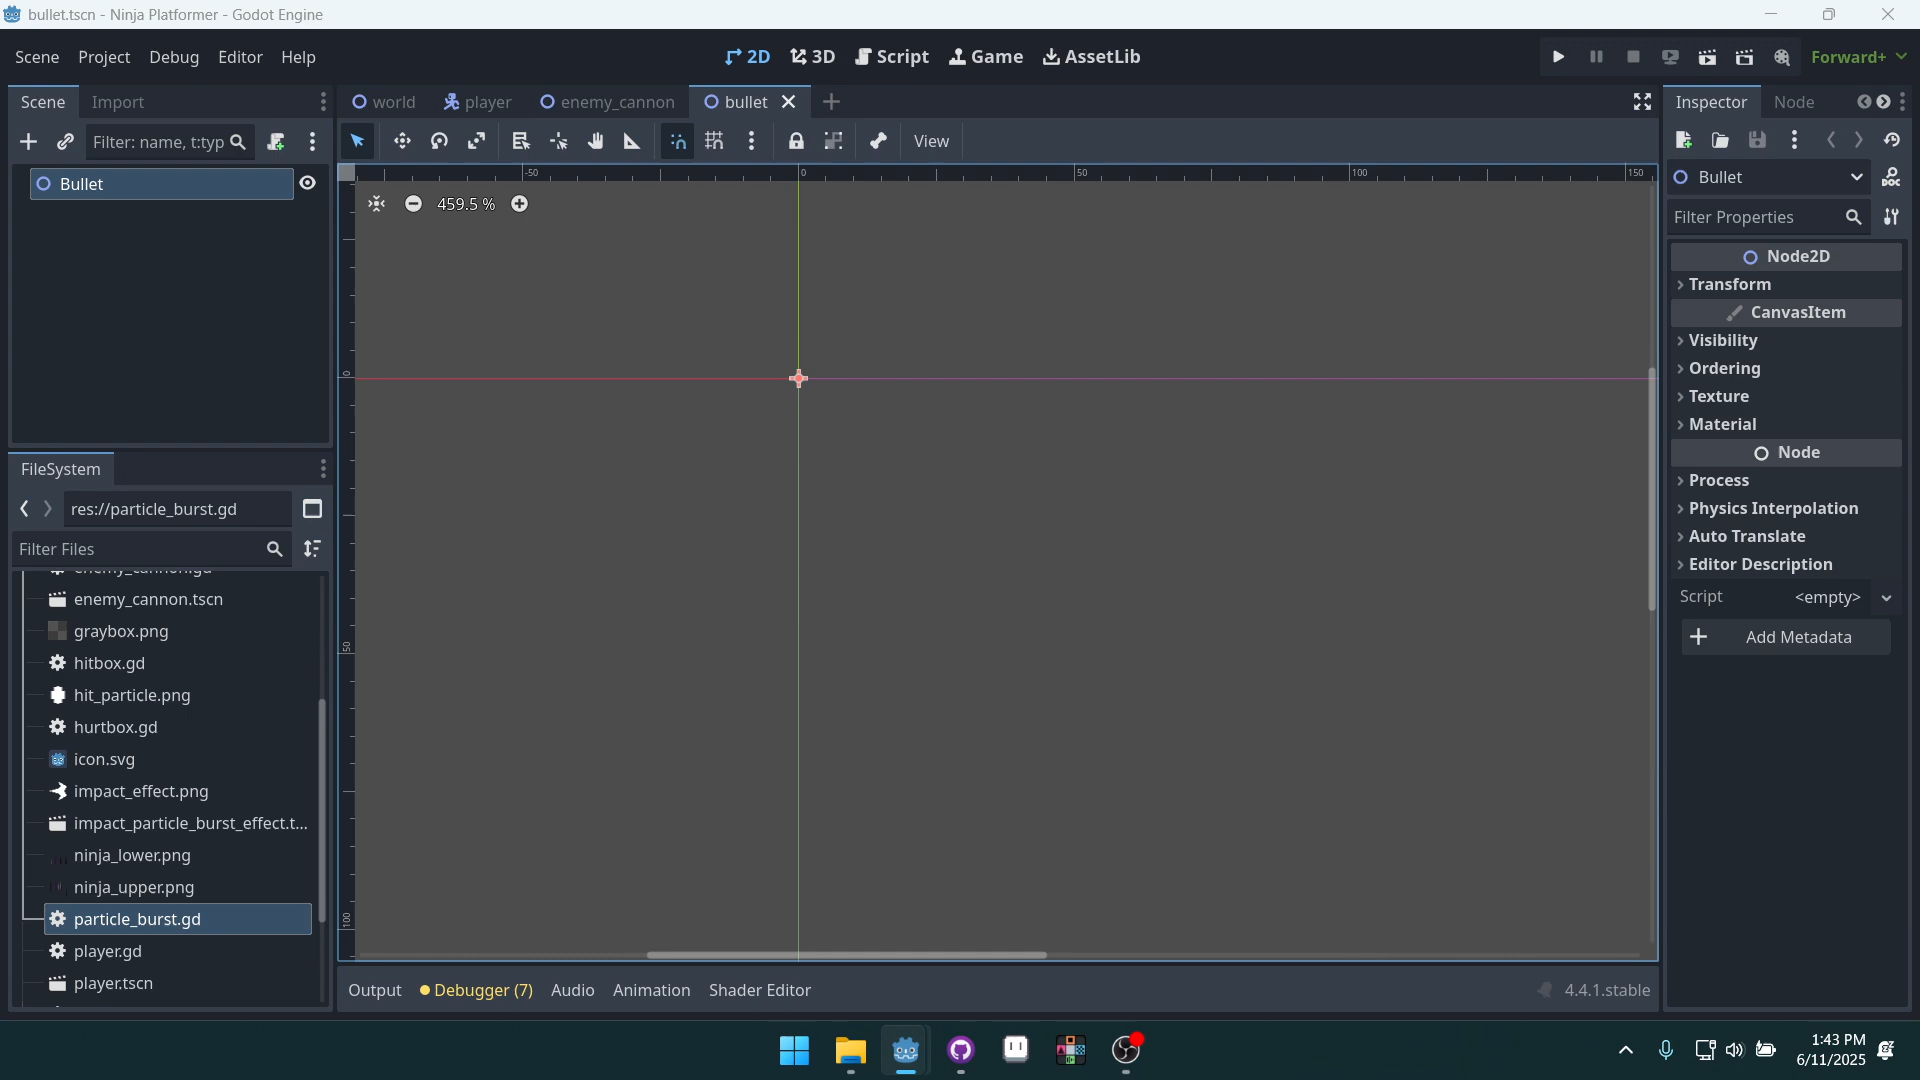 bullet.tscn - Ninja Platformer - Godot Engine
Scene Project Debug Editor Help
2D 3D Script Game AssetLib
Forward+
Scene Import
world player enemy_cannon bullet
Inspector Node
Filter: name, t:typ
View
Bullet
Bullet
DOC
-50 0 50 100 150
459.5 %
0
50
100
Filter Properties
Node2D
Transform
CanvasItem
Visibility
Ordering
Texture
Material
Node
Process
Physics Interpolation
Auto Translate
Editor Description
Script <empty>
Add Metadata
FileSystem
res://particle_burst.gd
Filter Files
enemy_cannon.gd
enemy_cannon.tscn
graybox.png
hitbox.gd
hit_particle.png
hurtbox.gd
icon.svg
impact_effect.png
impact_particle_burst_effect.t...
ninja_lower.png
ninja_upper.png
particle_burst.gd
player.gd
player.tscn
Output Debugger (7) Audio Animation Shader Editor
4.4.1.stable
1:43 PM
6/11/2025